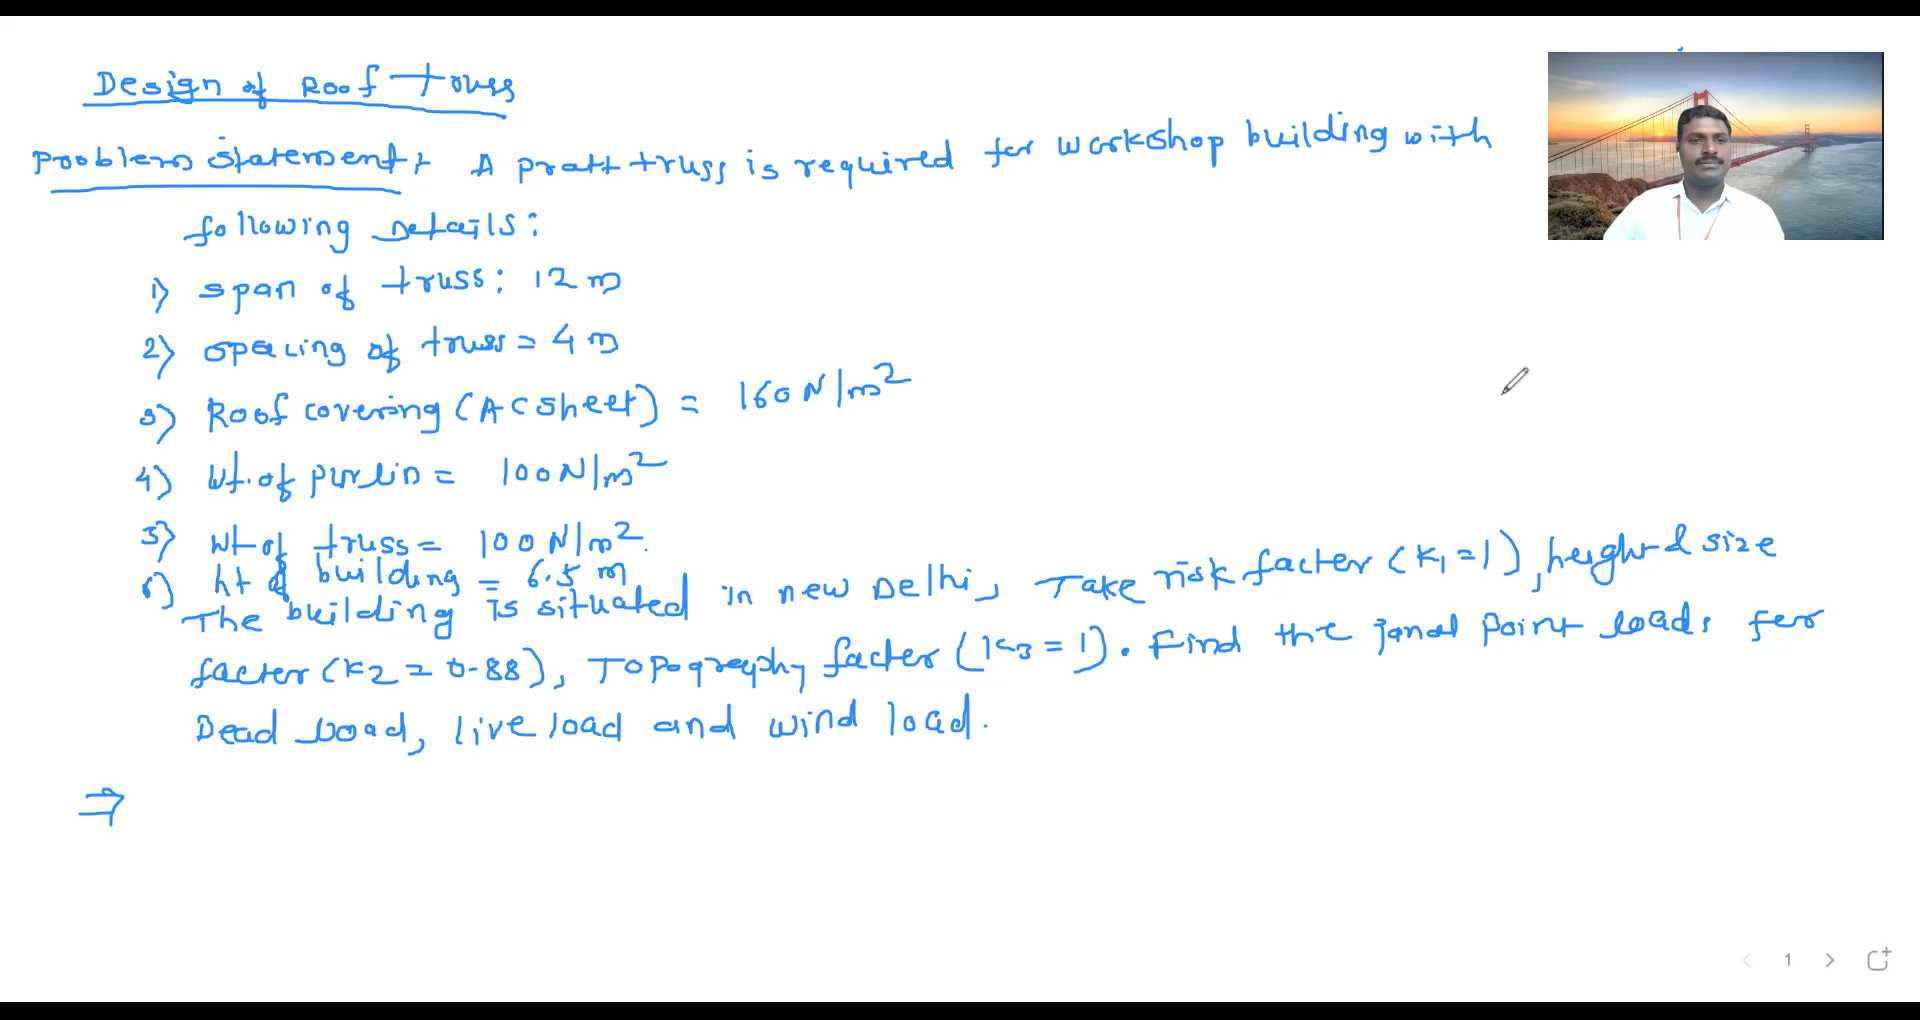 Design of Roof truss
Problem statement: A pratt truss is required for workshop building with
following Details:
1) span of truss: 12 m
2) spacing of truss = 4 m
3) Roof covering (AC sheet) = 160 N/m²
4) Wt. of purlin = 100 N/m²
5) Wt of truss = 100 N/m².
6) ht of building = 6.5 m
The building is situated in new Delhi, Take risk factor (K₁ = 1), height & size
factor (K₂ = 0.88), Topography factor (K₃ = 1). Find the panel point loads for
Dead load, live load and wind load.
⇒
1